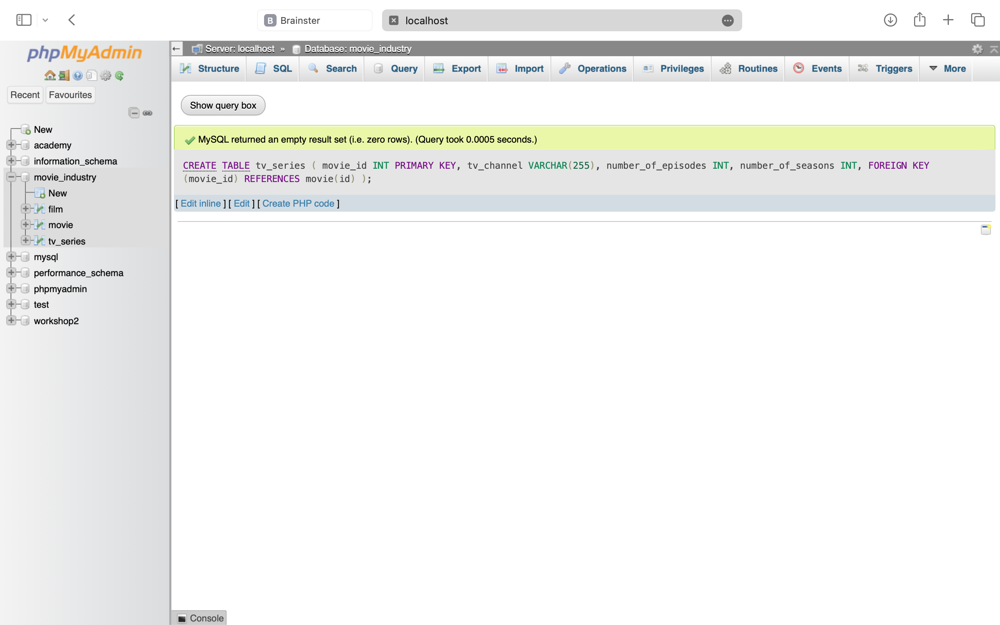 B Brainster
localhost
phpMyAdmin
Server: localhost » Database: movie_industry
Structure SQL Search Query Export Import Operations Privileges Routines Events Triggers More
Recent Favourites
New
academy
information_schema
movie_industry
New
film
movie
tv_series
mysql
performance_schema
phpmyadmin
test
workshop2
Show query box
MySQL returned an empty result set (i.e. zero rows). (Query took 0.0005 seconds.)
CREATE TABLE tv_series ( movie_id INT PRIMARY KEY, tv_channel VARCHAR(255), number_of_episodes INT, number_of_seasons INT, FOREIGN KEY
(movie_id) REFERENCES movie(id) );
[ Edit inline ] [ Edit ] [ Create PHP code ]
Console